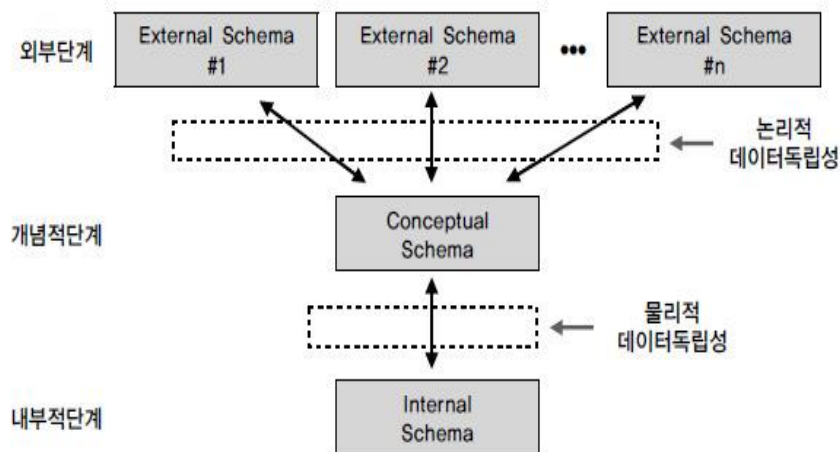 외부단계
External Schema
#1
External Schema
#2
•••
External Schema
#n
논리적
데이터독립성
개념적단계
Conceptual
Schema
물리적
데이터독립성
내부적단계
Internal
Schema